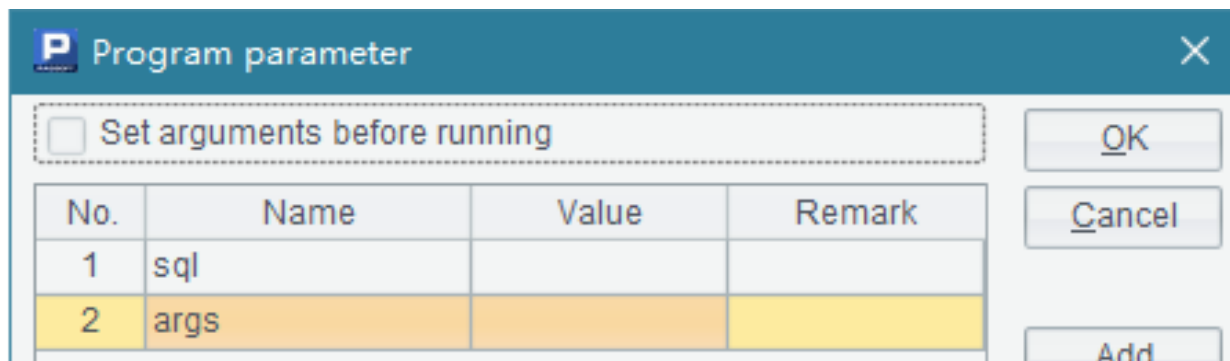 Program parameter
Set arguments before running
OK
No. Name Value Remark
Cancel
1 sql
2 args
Add